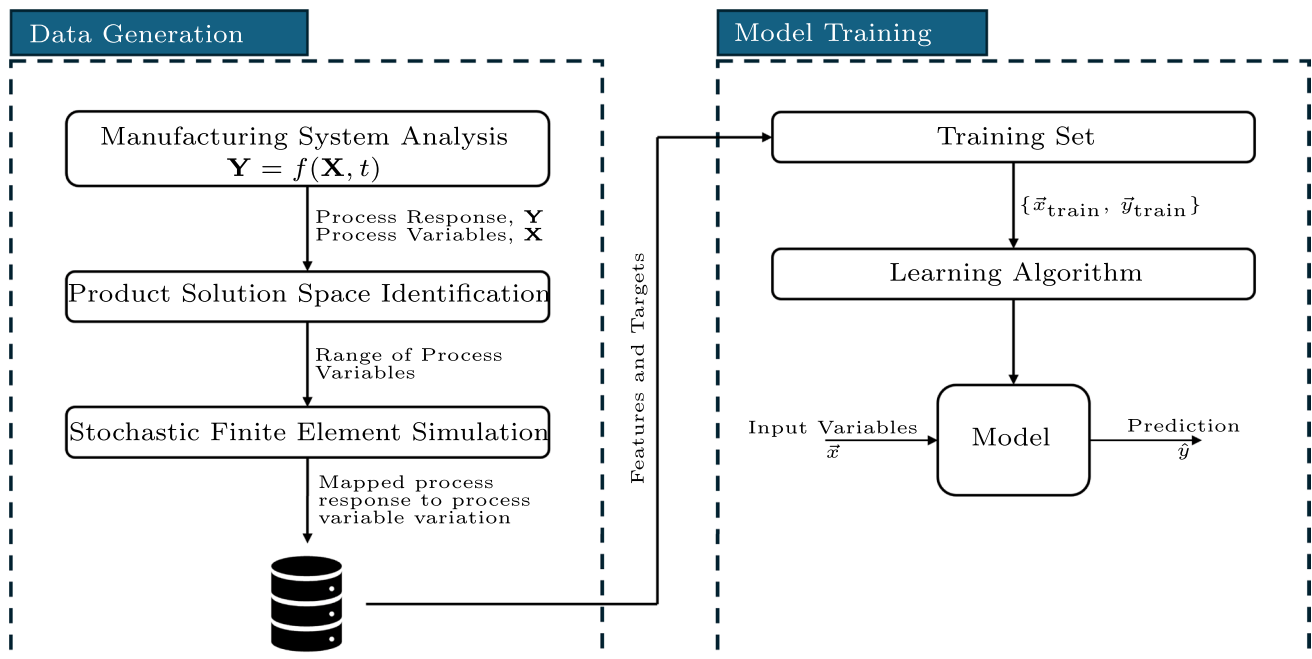 Data Generation
Manufacturing System Analysis
Y = f(X, t)
Process Response, Y
Process Variables, X
Product Solution Space Identification
Range of Process
Variables
Stochastic Finite Element Simulation
Mapped process
response to process
variable variation
Features and Targets
Model Training
Training Set
{x⃗train, y⃗train}
Learning Algorithm
Model
Input Variables
x⃗
Prediction
ŷ